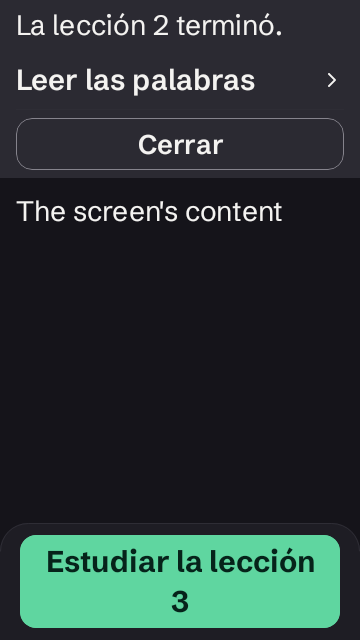 La lección 2 terminó.
Leer las palabras
Cerrar
The screen's content
Estudiar la lección
3